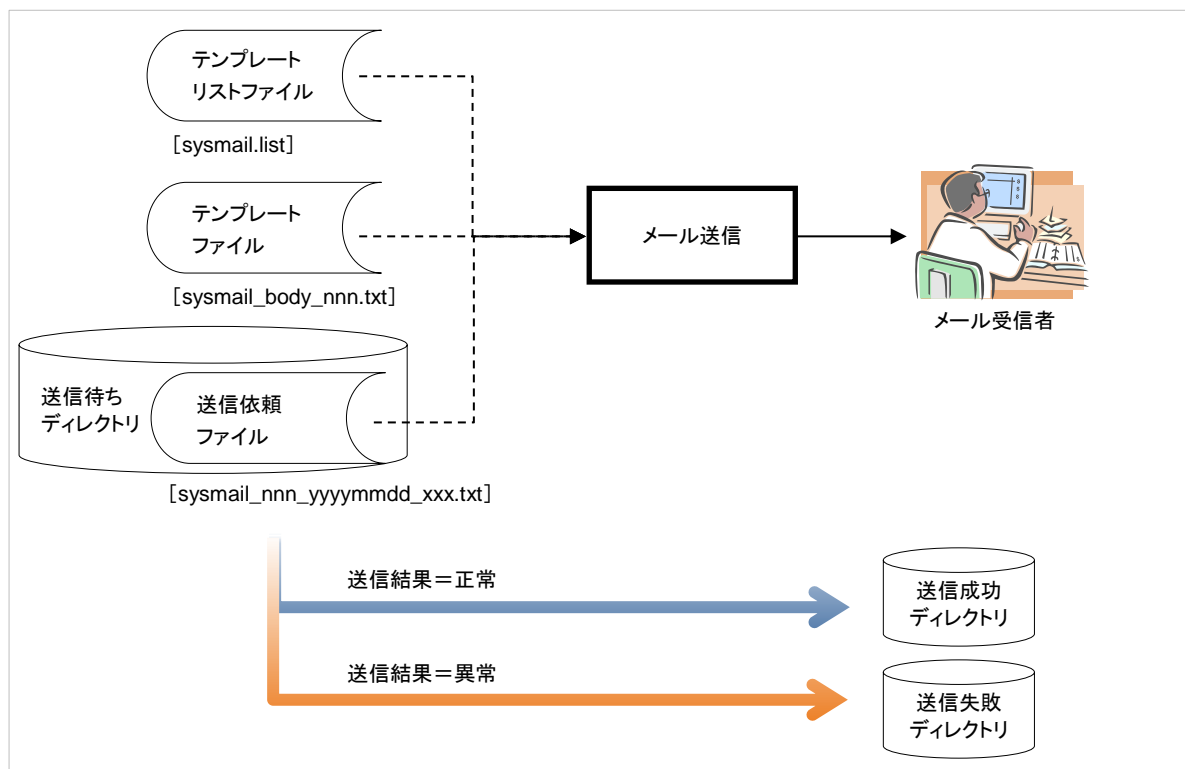 テンプレート
リストファイル
［sysmail.list］
テンプレート
ファイル
［sysmail_body_nnn.txt］
メール送信
メール受信者
送信待ち
ディレクトリ
送信依頼
ファイル
［sysmail_nnn_yyyymmdd_xxx.txt］
送信結果＝正常
送信成功
ディレクトリ
送信結果＝異常
送信失敗
ディレクトリ